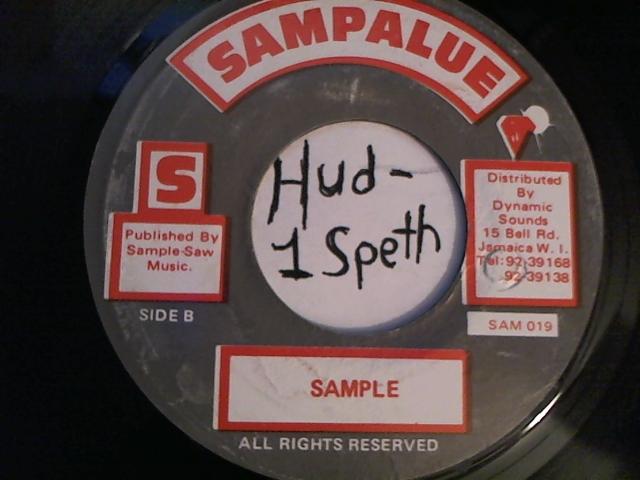 SAMPALUE
S
Published By
Sample-Saw
Music.
SIDE B
Hud-
1 Speth
Distributed
By
Dynamic
Sounds
15 Bell Rd.
Jamaica W. I.
Tel: 92-39168
92-39138
SAM 019
SAMPLE
ALL RIGHTS RESERVED